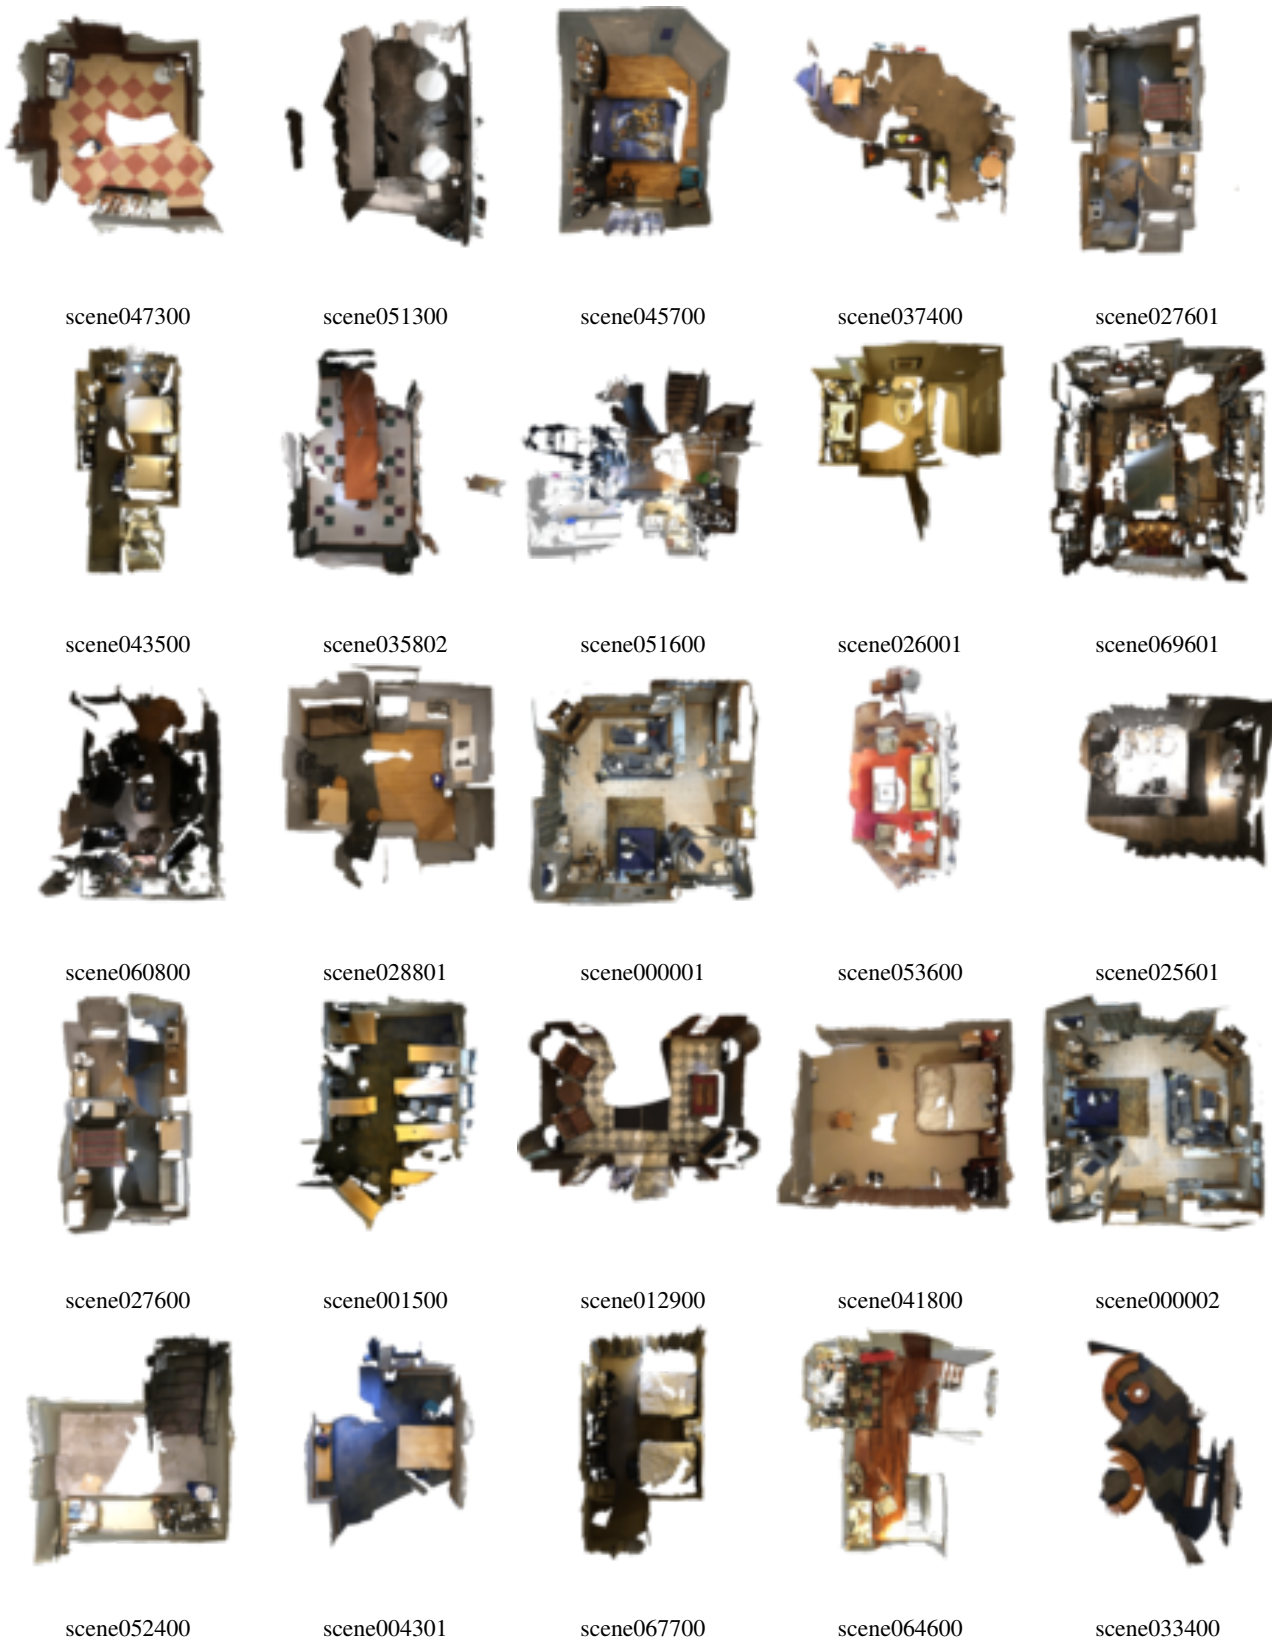 scene047300 scene051300 scene045700 scene037400 scene027601
scene043500 scene035802 scene051600 scene026001 scene069601
scene060800 scene028801 scene000001 scene053600 scene025601
scene027600 scene001500 scene012900 scene041800 scene000002
scene052400 scene004301 scene067700 scene064600 scene033400